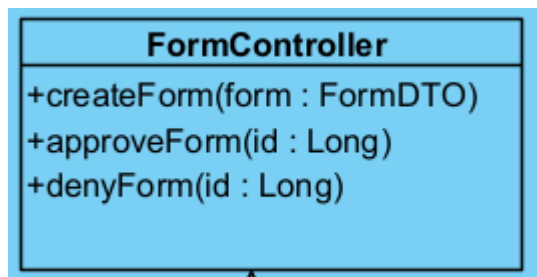 FormController
+createForm(form : FormDTO)
+approveForm(id : Long)
+denyForm(id : Long)